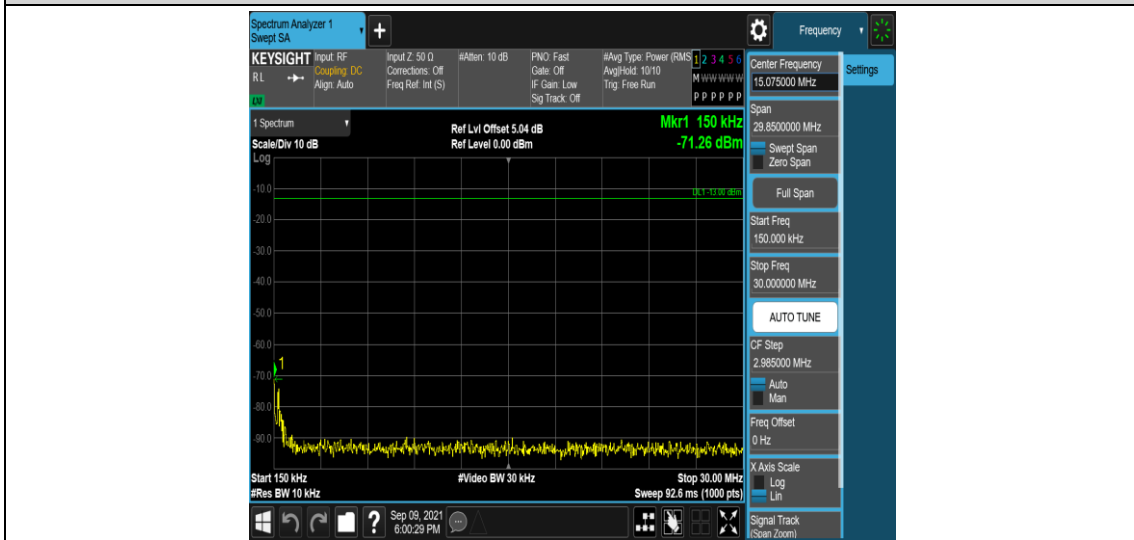 Spectrum Analyzer 1
Swept SA
+
Frequency
KEYSIGHT
RL
LXI
Input: RF
Coupling: DC
Align: Auto
Input Z: 50 Ω
Corrections: Off
Freq Ref: Int (S)
#Atten: 10 dB
PNO: Fast
Gate: Off
IF Gain: Low
Sig Track: Off
#Avg Type: Power (RMS
Avg|Hold: 10/10
Trig: Free Run
1 2 3 4 5 6
M W W W W W
P P P P P P
1 Spectrum
Scale/Div 10 dB
Ref Lvl Offset 5.04 dB
Ref Level 0.00 dBm
Mkr1 150 kHz
-71.26 dBm
Log
DL1 -13.00 dBm
-10.0
-20.0
-30.0
-40.0
-50.0
-60.0
-70.0
-80.0
-90.0
1
Start 150 kHz
#Res BW 10 kHz
#Video BW 30 kHz
Stop 30.00 MHz
Sweep 92.6 ms (1000 pts)
Center Frequency
15.075000 MHz
Settings
Span
29.8500000 MHz
Swept Span
Zero Span
Full Span
Start Freq
150.000 kHz
Stop Freq
30.000000 MHz
AUTO TUNE
CF Step
2.985000 MHz
Auto
Man
Freq Offset
0 Hz
X Axis Scale
Log
Lin
Signal Track
(Span Zoom)
?
Sep 09, 2021
6:00:29 PM